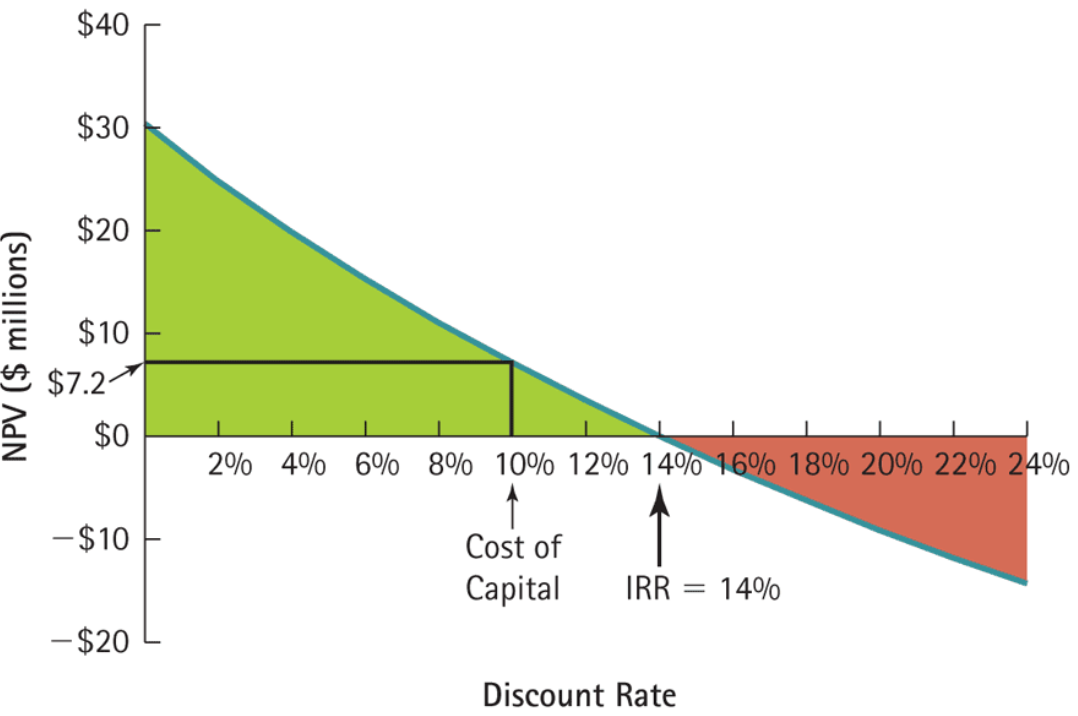 $40
$30
$20
$10
$7.2
$0
−$10
−$20
NPV ($ millions)
2% 4% 6% 8% 10% 12% 14% 16% 18% 20% 22% 24%
Cost of
Capital
IRR = 14%
Discount Rate